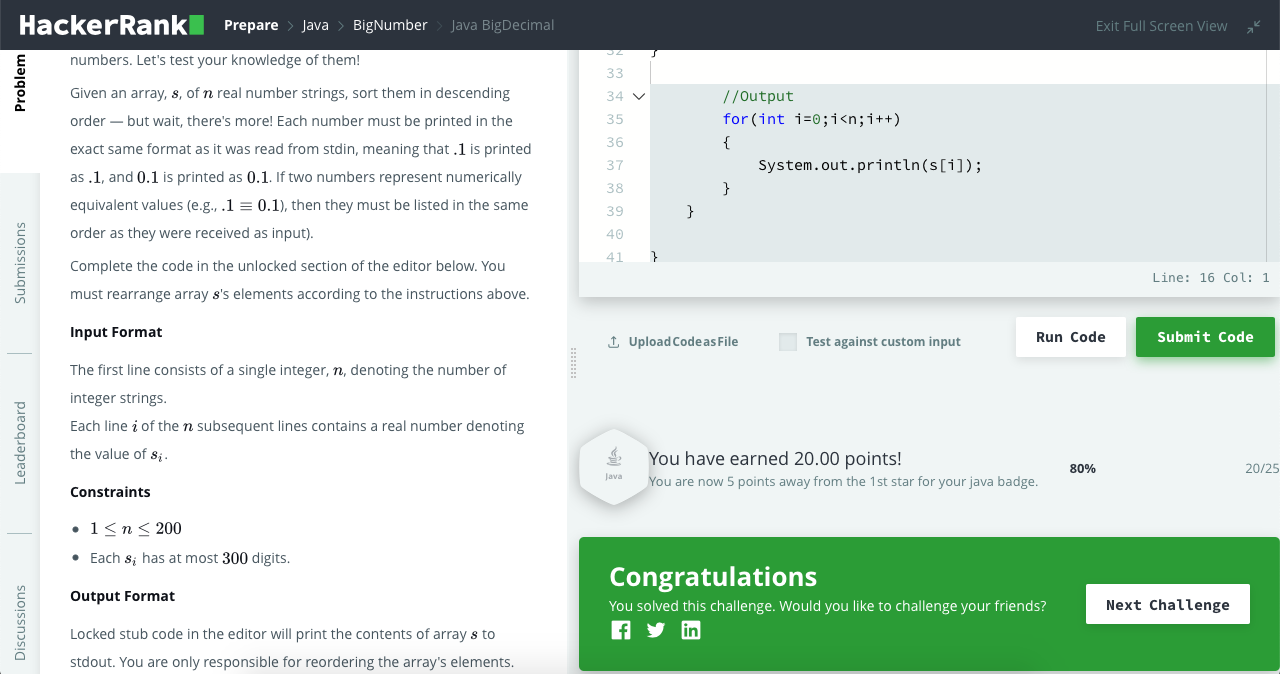 HackerRank Prepare Java BigNumber Java BigDecimal Exit Full Screen View
Problem
Submissions
Leaderboard
Discussions
numbers. Let's test your knowledge of them!
Given an array, s, of n real number strings, sort them in descending
order — but wait, there's more! Each number must be printed in the
exact same format as it was read from stdin, meaning that .1 is printed
as .1, and 0.1 is printed as 0.1. If two numbers represent numerically
equivalent values (e.g., .1 ≡ 0.1), then they must be listed in the same
order as they were received as input).
Complete the code in the unlocked section of the editor below. You
must rearrange array s's elements according to the instructions above.
Input Format
The first line consists of a single integer, n, denoting the number of
integer strings.
Each line i of the n subsequent lines contains a real number denoting
the value of si.
Constraints
1 ≤ n ≤ 200
Each si has at most 300 digits.
Output Format
Locked stub code in the editor will print the contents of array s to
stdout. You are only responsible for reordering the array's elements.
32 }
33
34 //Output
35 for(int i=0;i<n;i++)
36 {
37 System.out.println(s[i]);
38 }
39 }
40
41 }
Line: 16 Col: 1
Upload Code as File Test against custom input Run Code Submit Code
Java
You have earned 20.00 points!
You are now 5 points away from the 1st star for your java badge.
80% 20/25
Congratulations
You solved this challenge. Would you like to challenge your friends?
Next Challenge